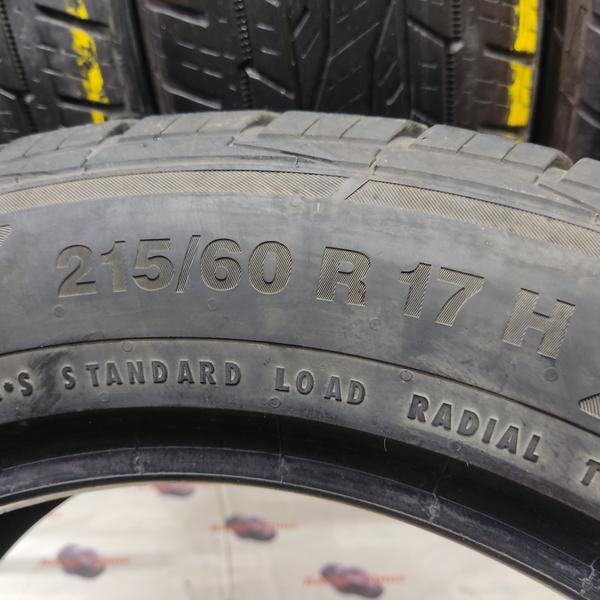 215/60 R 17 H
•S STANDARD LOAD RADIAL T